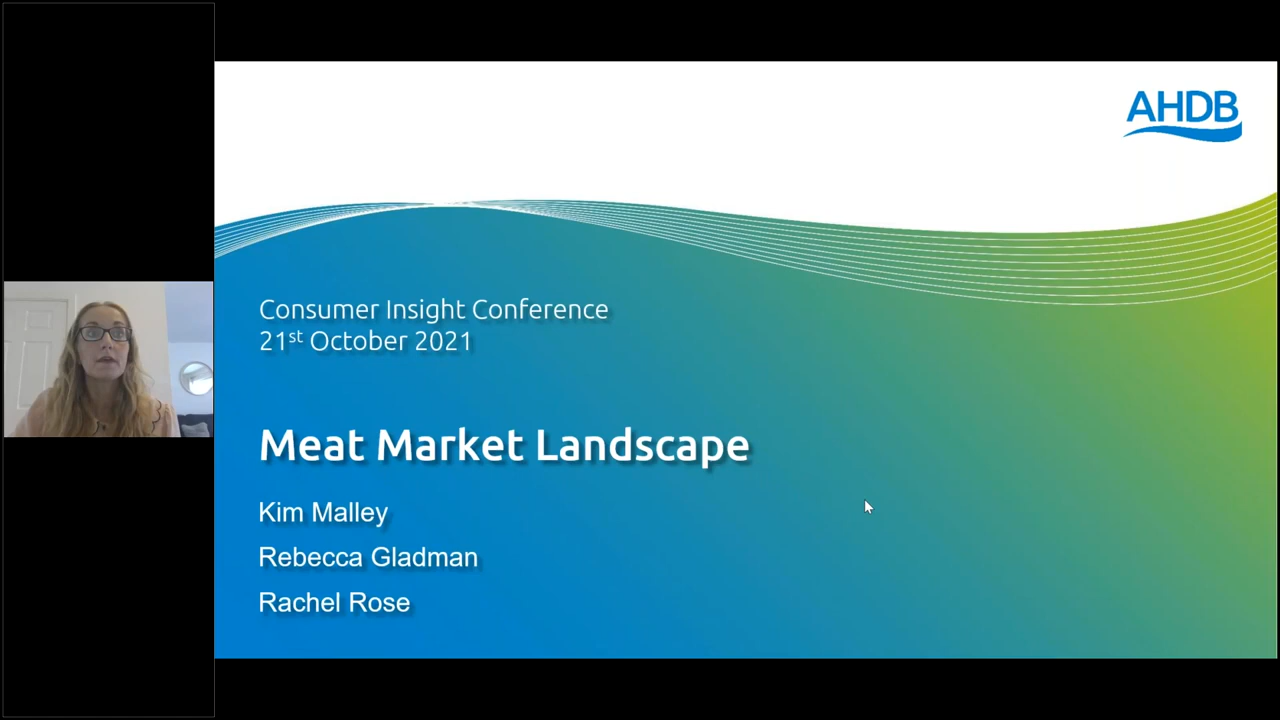 AHDB
Consumer Insight Conference
21st October 2021
Meat Market Landscape
Kim Malley
Rebecca Gladman
Rachel Rose